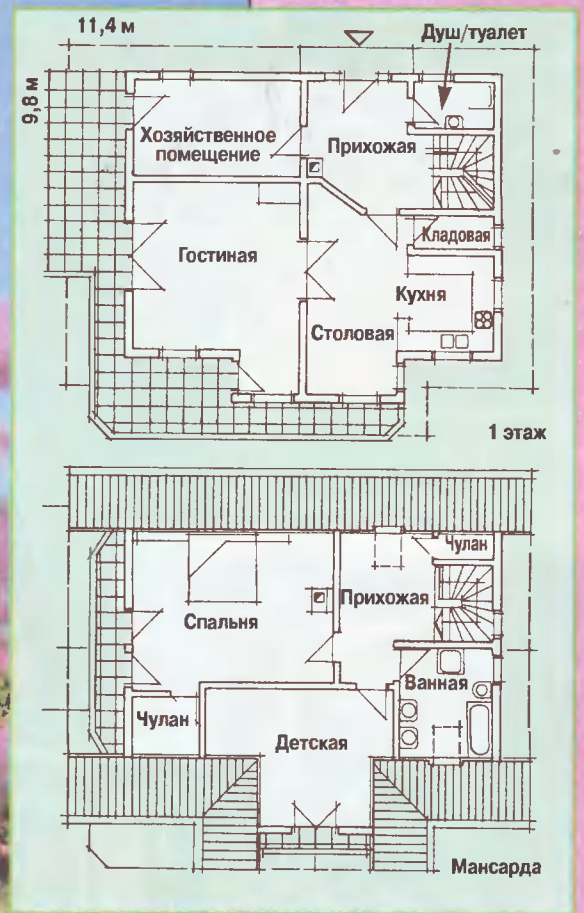 11,4 м
9,8 м
Душ/туалет
Хозяйственное
помещение
Прихожая
Гостиная
Кладовая
Кухня
Столовая
1 этаж
Чулан
Прихожая
Спальня
Ванная
Чулан
Детская
Мансарда